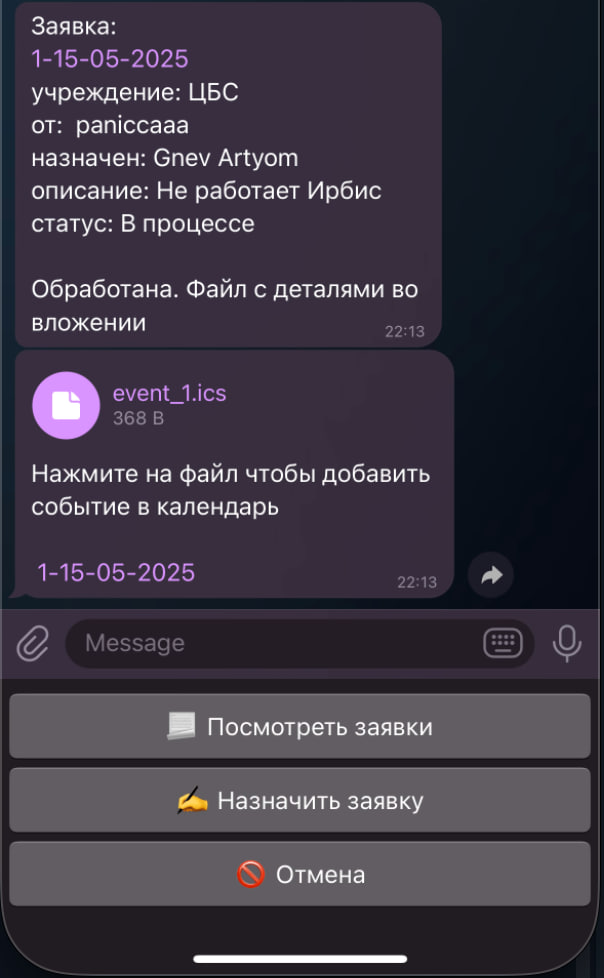 Заявка:
1-15-05-2025
учреждение: ЦБС
от: paniccaaa
назначен: Gnev Artyom
описание: Не работает Ирбис
статус: В процессе
Обработана. Файл с деталями во
вложении
22:13
event_1.ics
368 B
Нажмите на файл чтобы добавить
событие в календарь
1-15-05-2025
22:13
Message
Посмотреть заявки
Назначить заявку
Отмена